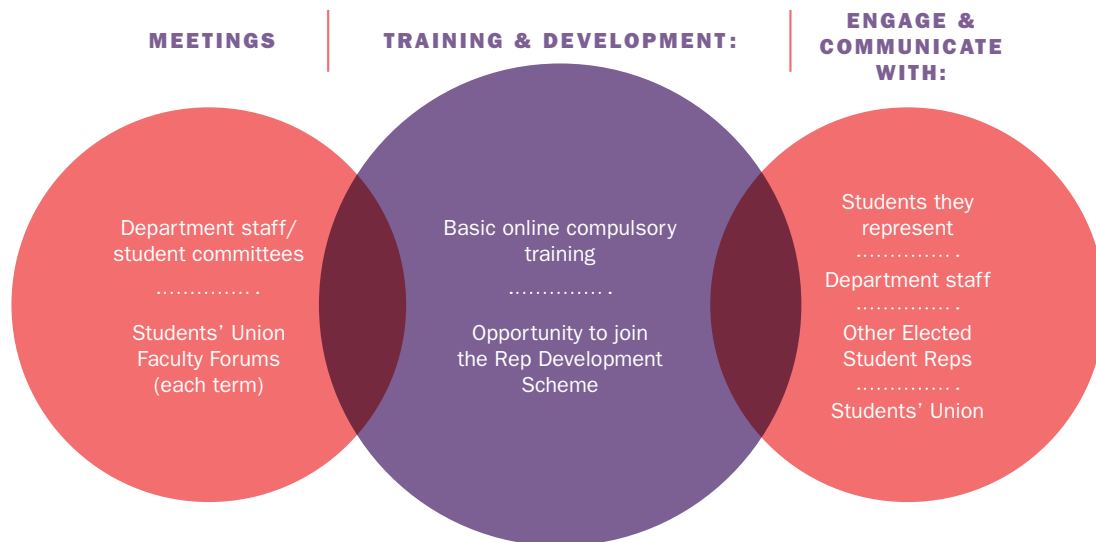 MEETINGS
TRAINING & DEVELOPMENT:
ENGAGE &
COMMUNICATE
WITH:
Department staff/
student committees
.............. .
Students’ Union
Faculty Forums
(each term)
Basic online compulsory
training
.............. .
Opportunity to join
the Rep Development
Scheme
Students they
represent
.............. .
Department staff
.............. .
Other Elected
Student Reps
.............. .
Students’ Union